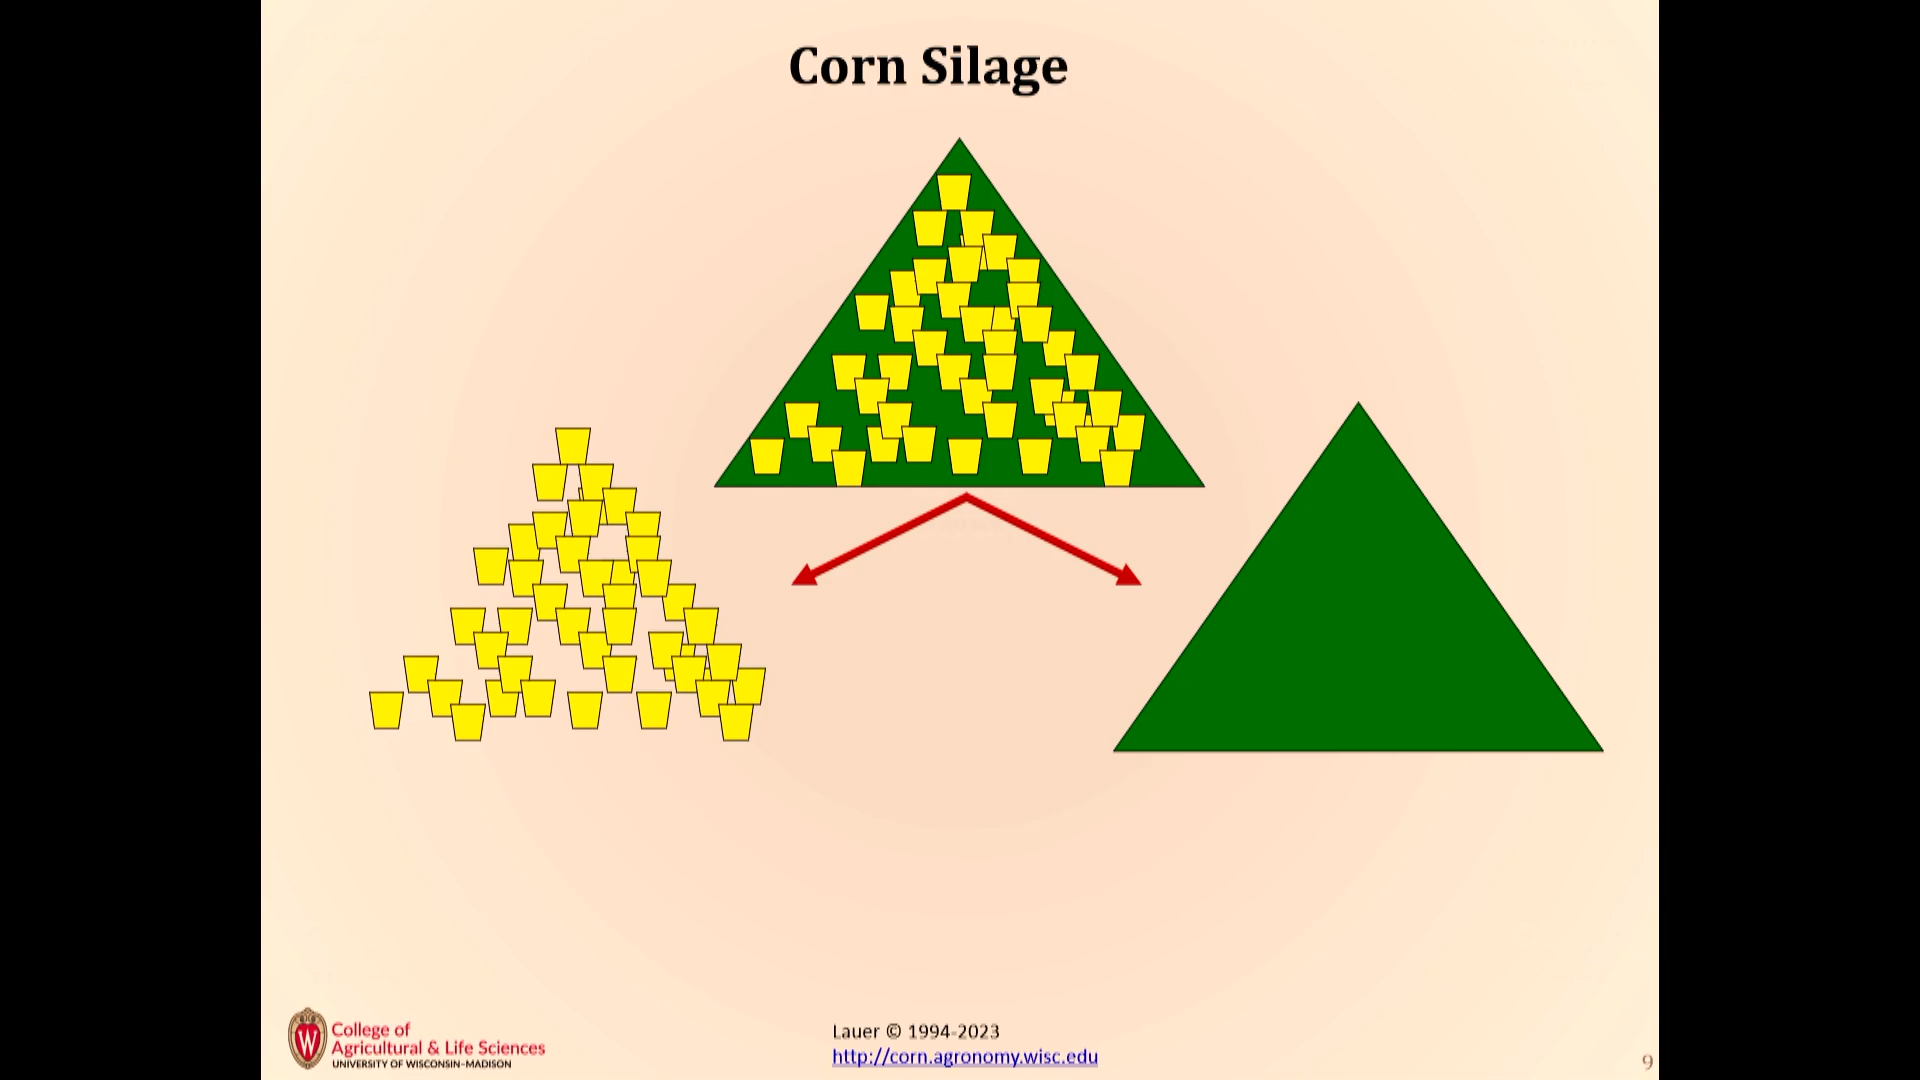 Corn Silage
College of
Agricultural & Life Sciences
UNIVERSITY OF WISCONSIN–MADISON
W
Lauer © 1994-2023
http://corn.agronomy.wisc.edu
9